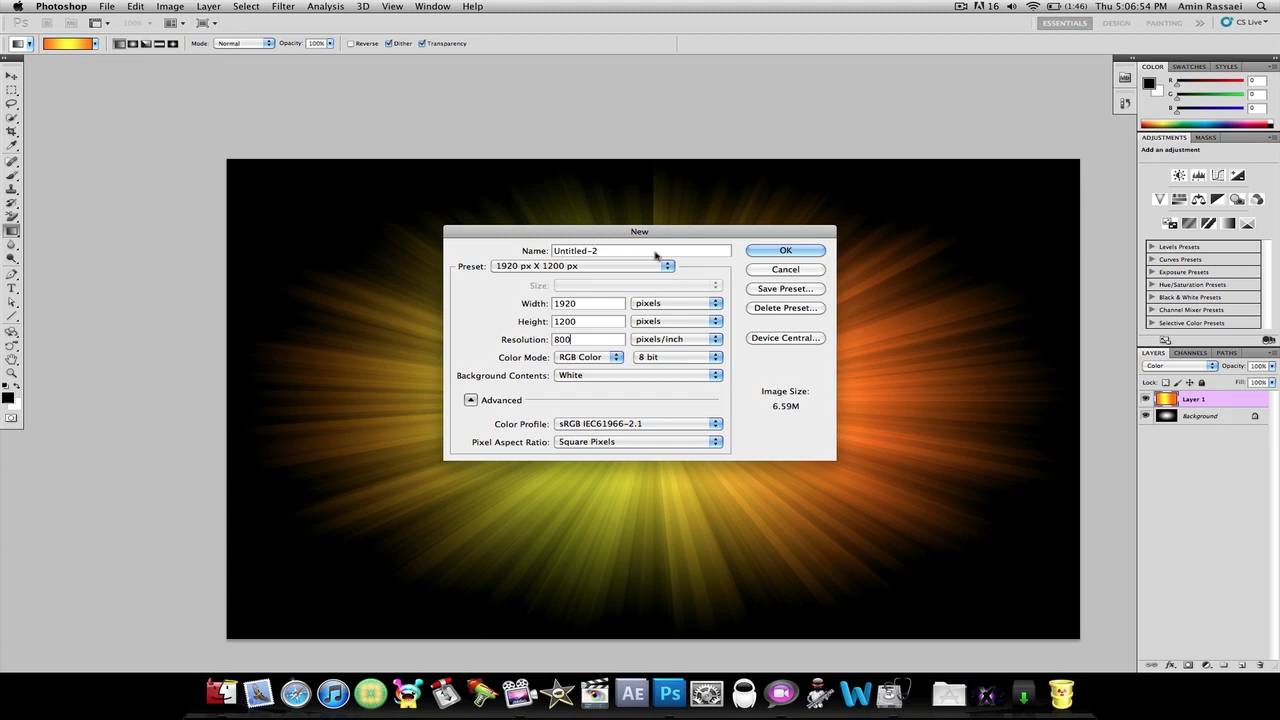 Photoshop File Edit Image Layer Select Filter Analysis 3D View Window Help 16 (1:46) Thu 5:06:54 PM Amin Rassaei
Ps Br Mb 100% ESSENTIALS DESIGN PAINTING >> CS Live
Mode: Normal Opacity: 100% Reverse Dither Transparency
COLOR SWATCHES STYLES
R 0
G 0
B 0
ADJUSTMENTS MASKS
Add an adjustment
Levels Presets
Curves Presets
Exposure Presets
Hue/Saturation Presets
Black & White Presets
Channel Mixer Presets
Selective Color Presets
LAYERS CHANNELS PATHS
Color Opacity: 100%
Lock: Fill: 100%
Layer 1
Background
New
Name: Untitled-2 OK
Preset: 1920 px X 1200 px Cancel
Size: Save Preset...
Width: 1920 pixels
Delete Preset...
Height: 1200 pixels
Resolution: 800 pixels/inch Device Central...
Color Mode: RGB Color 8 bit
Background Contents: White
Image Size:
Advanced 6.59M
Color Profile: sRGB IEC61966-2.1
Pixel Aspect Ratio: Square Pixels
AE Ps W